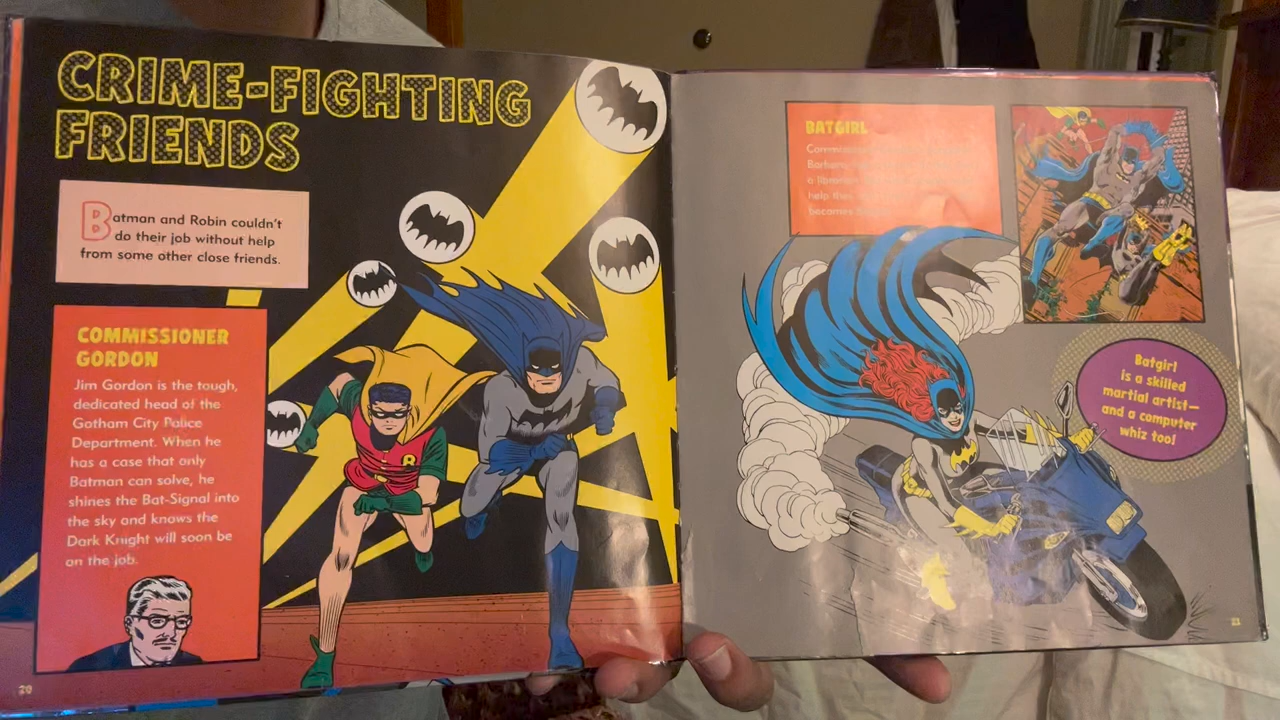 CRIME-FIGHTING
FRIENDS
Batman and Robin couldn't
do their job without help
from some other close friends.
COMMISSIONER
GORDON
Jim Gordon is the tough,
dedicated head of the
Gotham City Police
Department. When he
has a case that only
Batman can solve, he
shines the Bat-Signal into
the sky and knows the
Dark Knight will soon be
on the job.
R
20
BATGIRL
a
help
becomes
Batgirl
is a skilled
martial artist—
and a computer
whiz too!
21